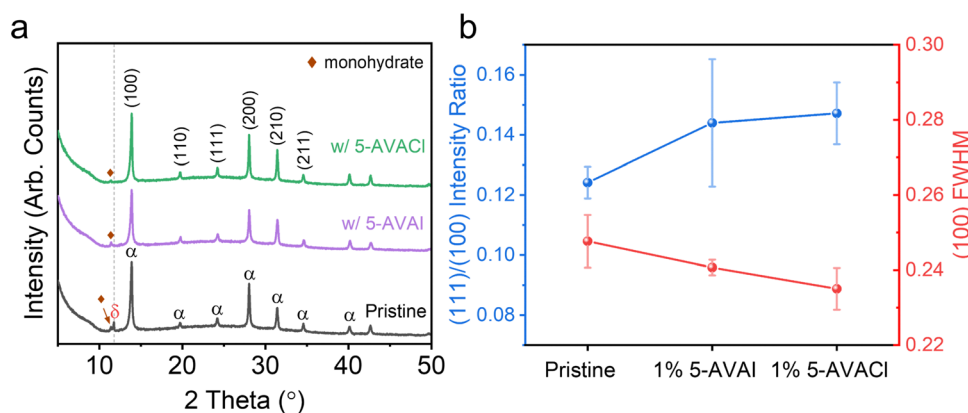 a
b
Intensity (Arb. Counts)
◆ monohydrate
(100)
(110)
(111)
(200)
(210)
(211)
w/ 5-AVACl
w/ 5-AVAI
α
δ
α
α
α
α
α
α
Pristine
10
20
30
40
50
2 Theta (°)
(111)/(100) Intensity Ratio
0.16
0.14
0.12
0.10
0.08
Pristine
1% 5-AVAI
1% 5-AVACl
0.30
0.28
0.26
0.24
0.22
(100) FWHM